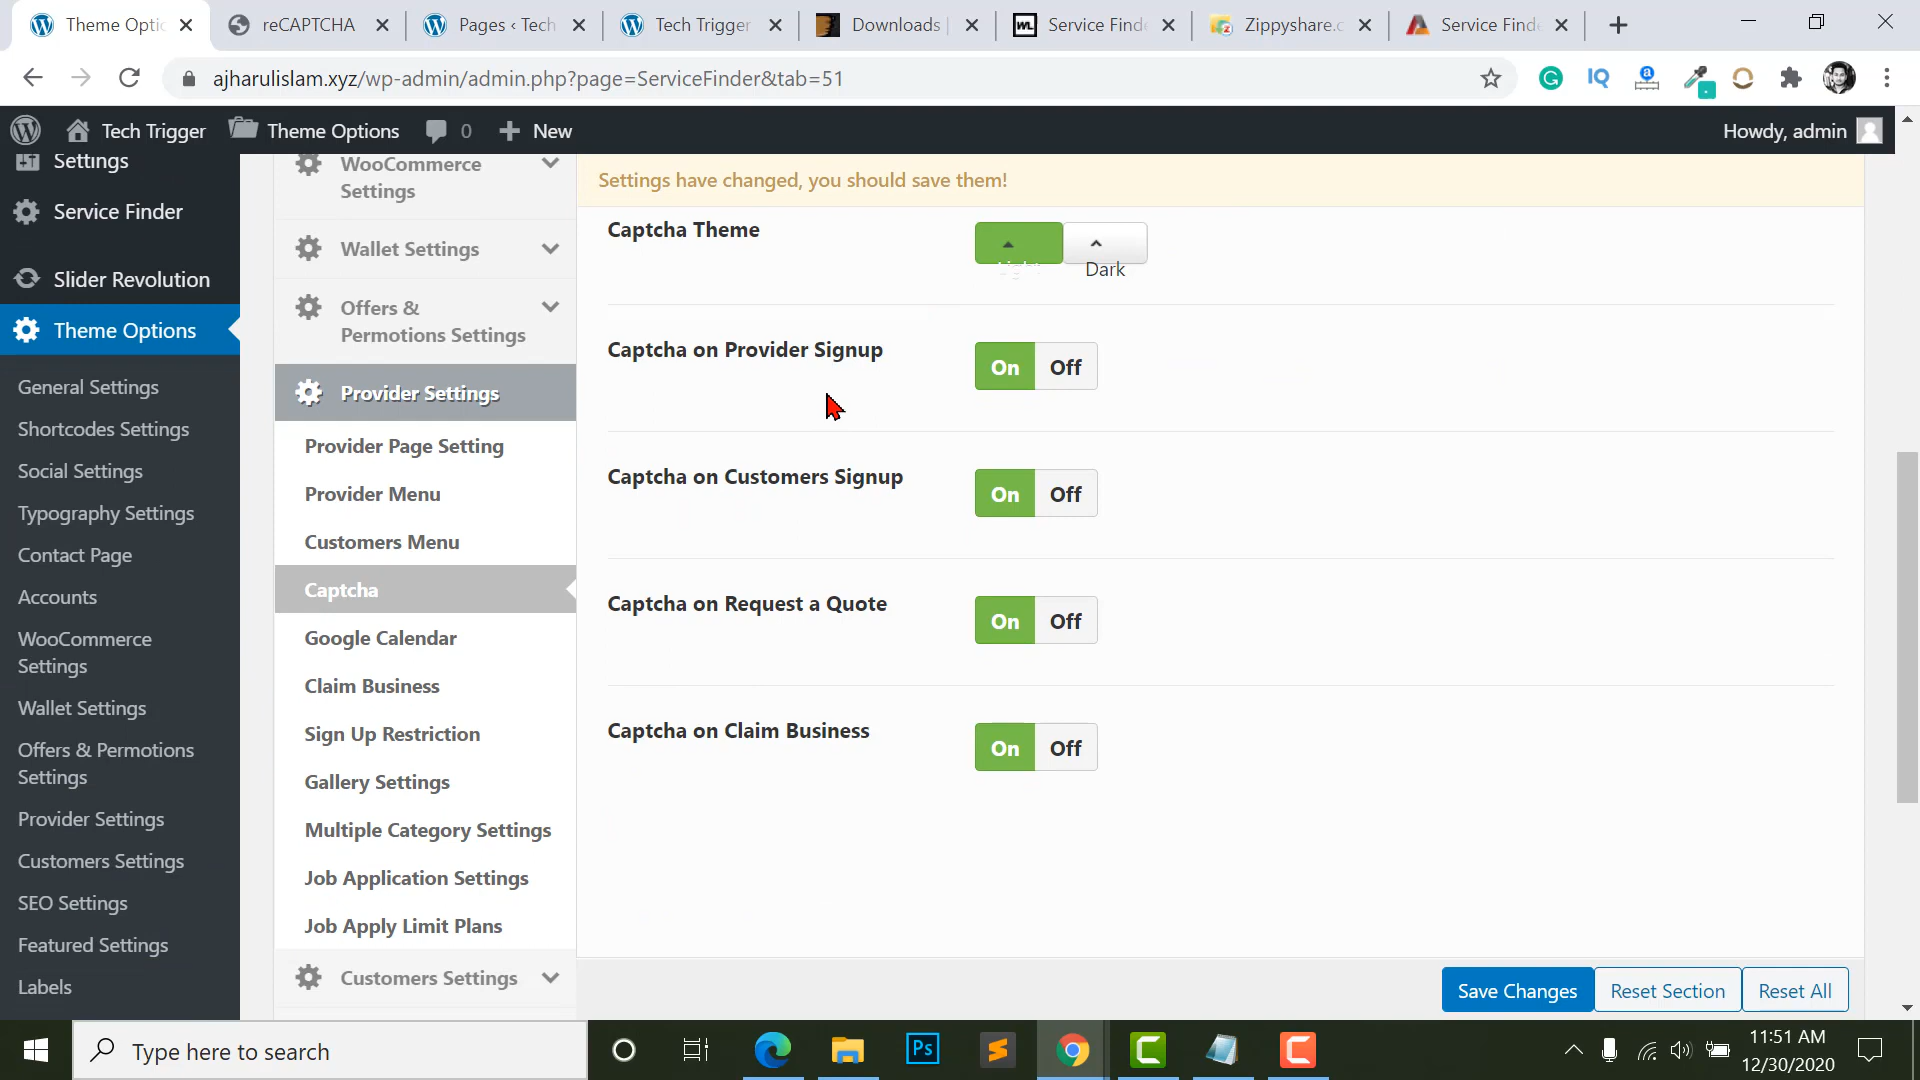 Theme Optic
reCAPTCHA
Pages ‹ Tech
Tech Trigger
Downloads |
Service Finde
Zippyshare.c
Service Finde
ajharulislam.xyz/wp-admin/admin.php?page=ServiceFinder&tab=51
IQ
Tech Trigger
Theme Options
0
New
Howdy, admin
Settings
Service Finder
Slider Revolution
Theme Options
General Settings
Shortcodes Settings
Social Settings
Typography Settings
Contact Page
Accounts
WooCommerce
Settings
Wallet Settings
Offers & Permotions
Settings
Provider Settings
Customers Settings
SEO Settings
Featured Settings
Labels
WooCommerce
Settings
Wallet Settings
Offers &
Permotions Settings
Provider Settings
Provider Page Setting
Provider Menu
Customers Menu
Captcha
Google Calendar
Claim Business
Sign Up Restriction
Gallery Settings
Multiple Category Settings
Job Application Settings
Job Apply Limit Plans
Customers Settings
Settings have changed, you should save them!
Captcha Theme
Light
Dark
Captcha on Provider Signup
On Off
Captcha on Customers Signup
On Off
Captcha on Request a Quote
On Off
Captcha on Claim Business
On Off
Save Changes
Reset Section
Reset All
Type here to search
Ps
11:51 AM
12/30/2020